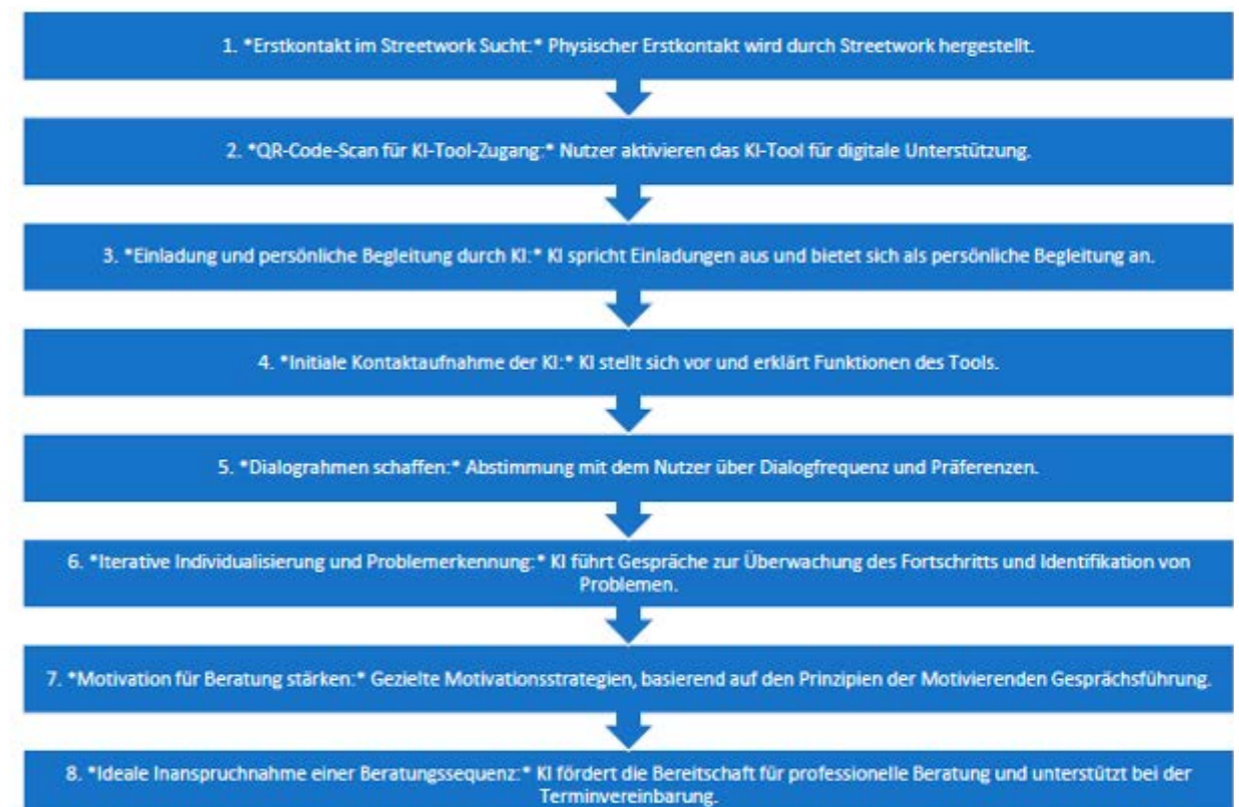 1. *Erstkontakt im Streetwork Sucht:* Physischer Erstkontakt wird durch Streetwork hergestellt.
2. *QR-Code-Scan für KI-Tool-Zugang:* Nutzer aktivieren das KI-Tool für digitale Unterstützung.
3. *Einladung und persönliche Begleitung durch KI:* KI spricht Einladungen aus und bietet sich als persönliche Begleitung an.
4. *Initiale Kontaktaufnahme der KI:* KI stellt sich vor und erklärt Funktionen des Tools.
5. *Dialograhmen schaffen:* Abstimmung mit dem Nutzer über Dialogfrequenz und Präferenzen.
6. *Iterative Individualisierung und Problemerkennung:* KI führt Gespräche zur Überwachung des Fortschritts und Identifikation von
Problemen.
7. *Motivation für Beratung stärken:* Gezielte Motivationsstrategien, basierend auf den Prinzipien der Motivierenden Gesprächsführung.
8. *Ideale Inanspruchnahme einer Beratungssequenz:* KI fördert die Bereitschaft für professionelle Beratung und unterstützt bei der
Terminvereinbarung.